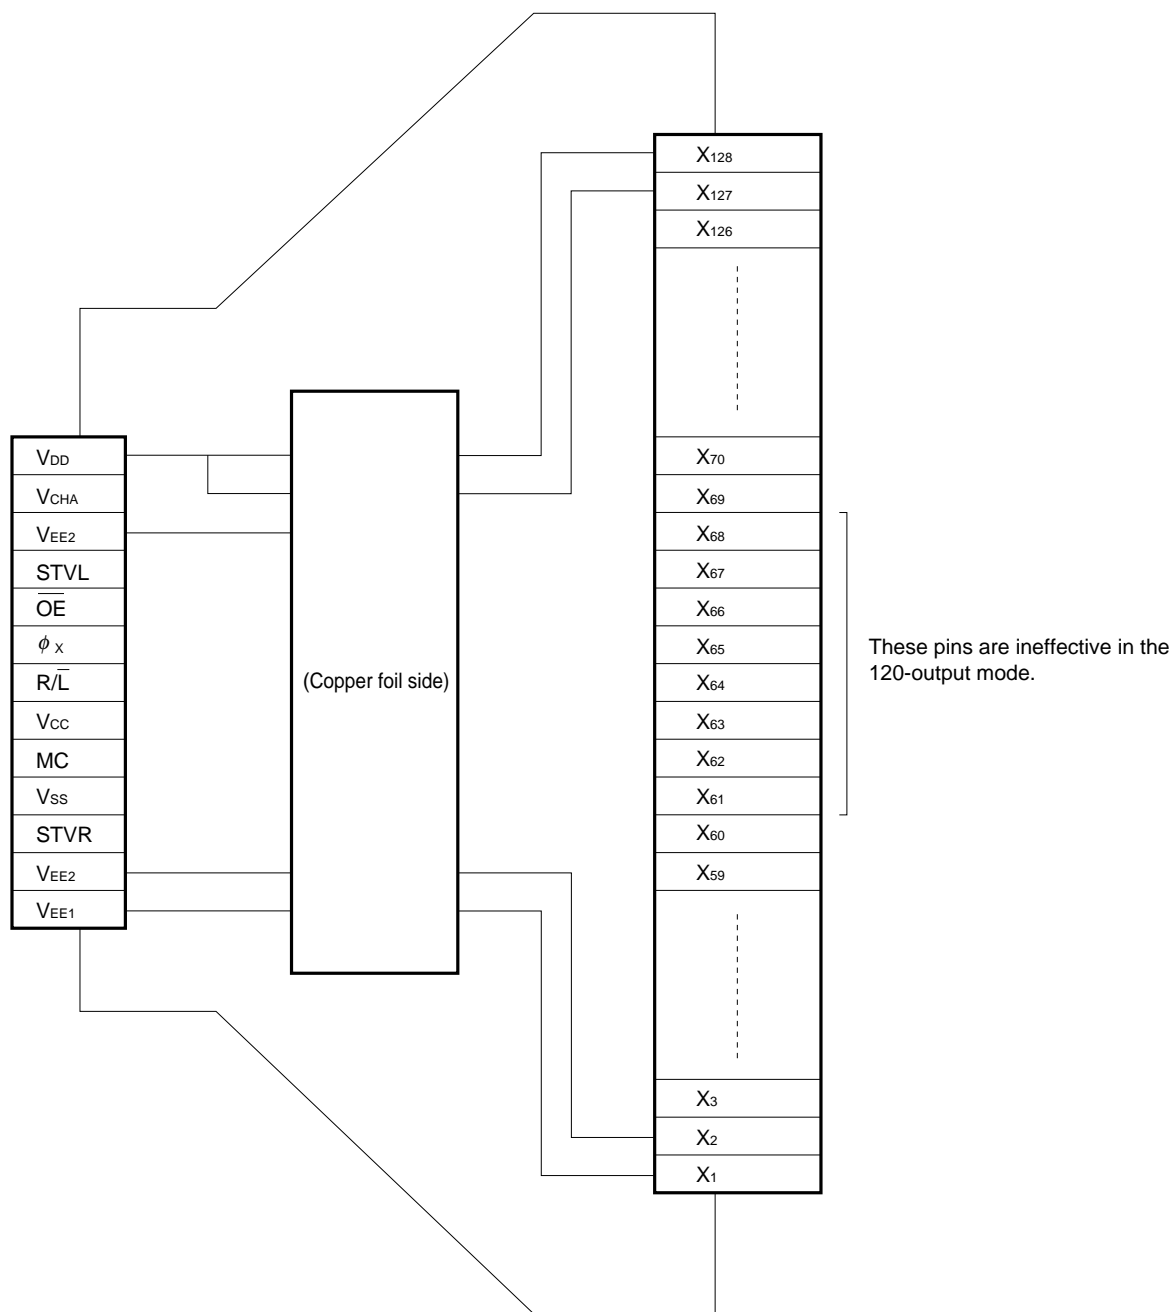 VDD
VCHA
VEE2
STVL
O̅E̅
ϕX
R/L̅
VCC
MC
VSS
STVR
VEE2
VEE1
(Copper foil side)
X128
X127
X126
X70
X69
X68
X67
X66
X65
X64
X63
X62
X61
X60
X59
X3
X2
X1
These pins are ineffective in the
120-output mode.